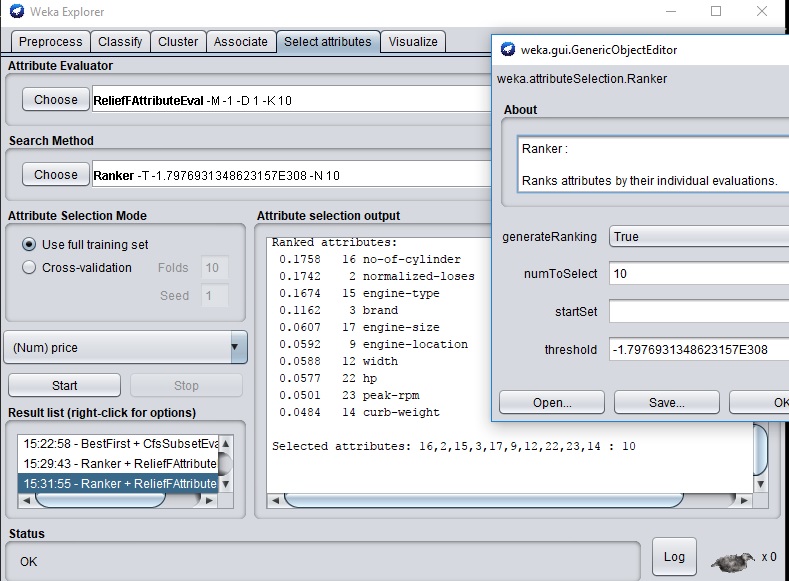 Weka Explorer
Preprocess Classify Cluster Associate Select attributes Visualize
Attribute Evaluator
Choose ReliefFAttributeEval -M -1 -D 1 -K 10
Search Method
Choose Ranker -T -1.7976931348623157E308 -N 10
Attribute Selection Mode
Use full training set
Cross-validation Folds 10
Seed 1
(Num) price
Start Stop
Result list (right-click for options)
15:22:58 - BestFirst + CfsSubsetEva
15:29:43 - Ranker + ReliefFAttribute
15:31:55 - Ranker + ReliefFAttribute
Attribute selection output
Ranked attributes:
0.1758 16 no-of-cylinder
0.1742 2 normalized-loses
0.1674 15 engine-type
0.1162 3 brand
0.0607 17 engine-size
0.0592 9 engine-location
0.0588 12 width
0.0577 22 hp
0.0501 23 peak-rpm
0.0484 14 curb-weight
Selected attributes: 16,2,15,3,17,9,12,22,23,14 : 10
weka.gui.GenericObjectEditor
weka.attributeSelection.Ranker
About
Ranker :
Ranks attributes by their individual evaluations.
generateRanking True
numToSelect 10
startSet
threshold -1.7976931348623157E308
Open... Save... OK
Status
OK
Log x 0